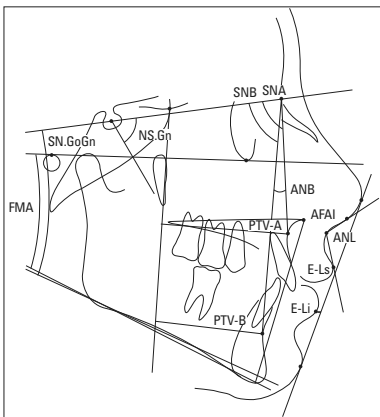 SNB SNA
SN.GoGn NS.Gn
ANB
FMA
AFAI
PTV-A
ANL
E-Ls
E-Li
PTV-B